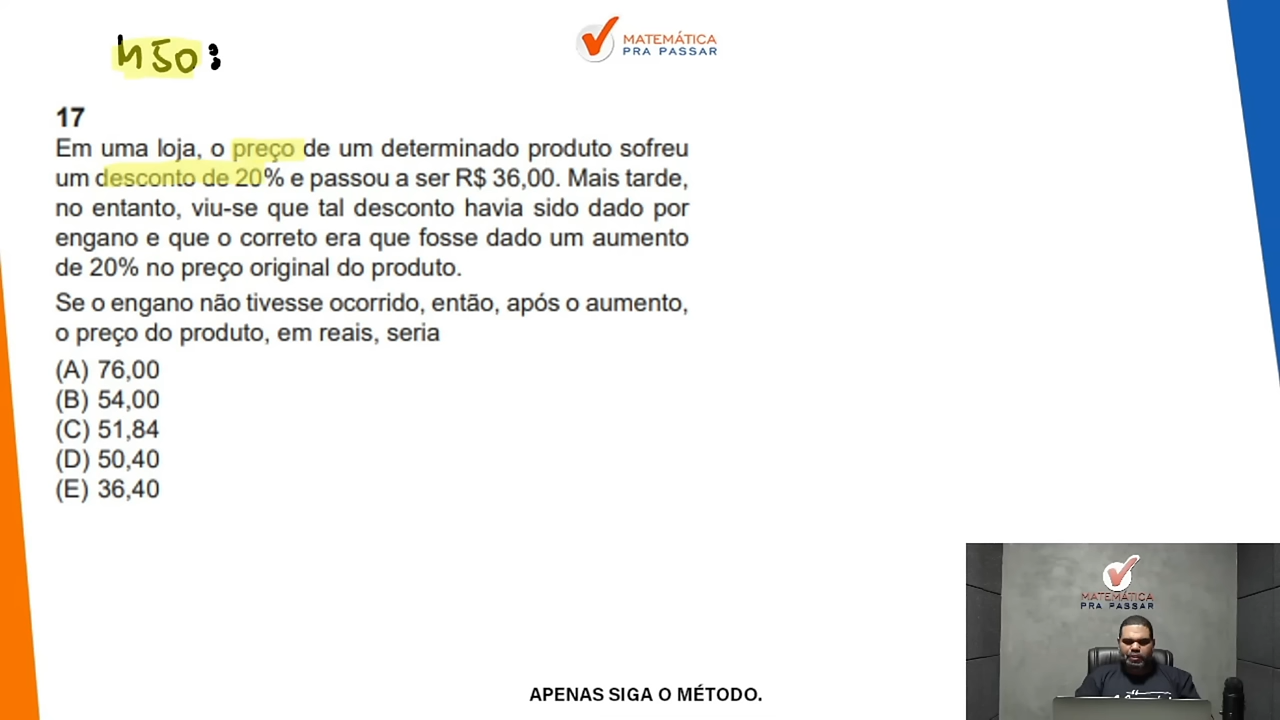 M50:
MATEMÁTICA
PRA PASSAR
17
Em uma loja, o preço de um determinado produto sofreu
um desconto de 20% e passou a ser R$ 36,00. Mais tarde,
no entanto, viu-se que tal desconto havia sido dado por
engano e que o correto era que fosse dado um aumento
de 20% no preço original do produto.
Se o engano não tivesse ocorrido, então, após o aumento,
o preço do produto, em reais, seria
(A) 76,00
(B) 54,00
(C) 51,84
(D) 50,40
(E) 36,40
MATEMÁTICA
PRA PASSAR
APENAS SIGA O MÉTODO.